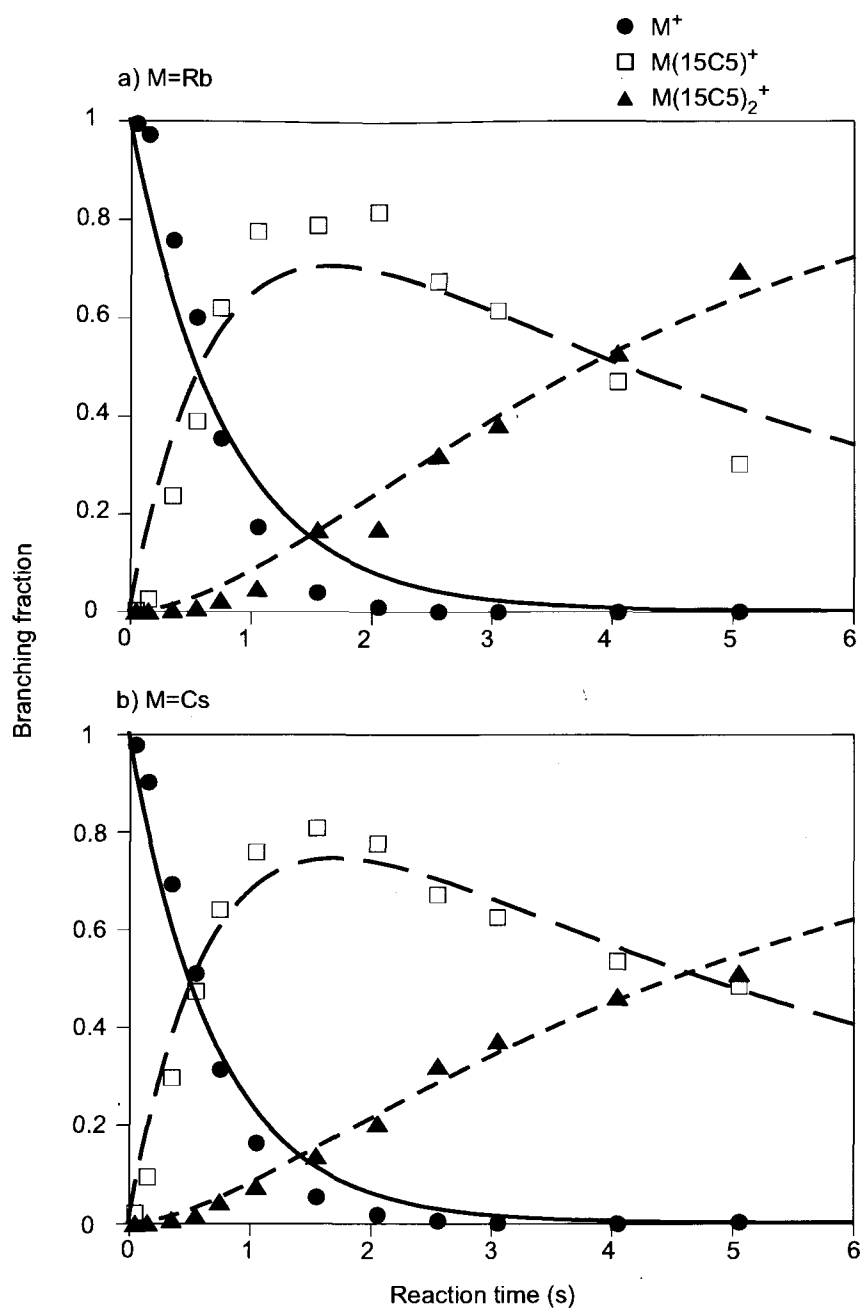 M⁺
M(15C5)⁺
M(15C5)₂⁺
a) M=Rb
1
0.8
0.6
0.4
0.2
0
0 1 2 3 4 5 6
Branching fraction
b) M=Cs
1
0.8
0.6
0.4
0.2
0
0 1 2 3 4 5 6
Reaction time (s)